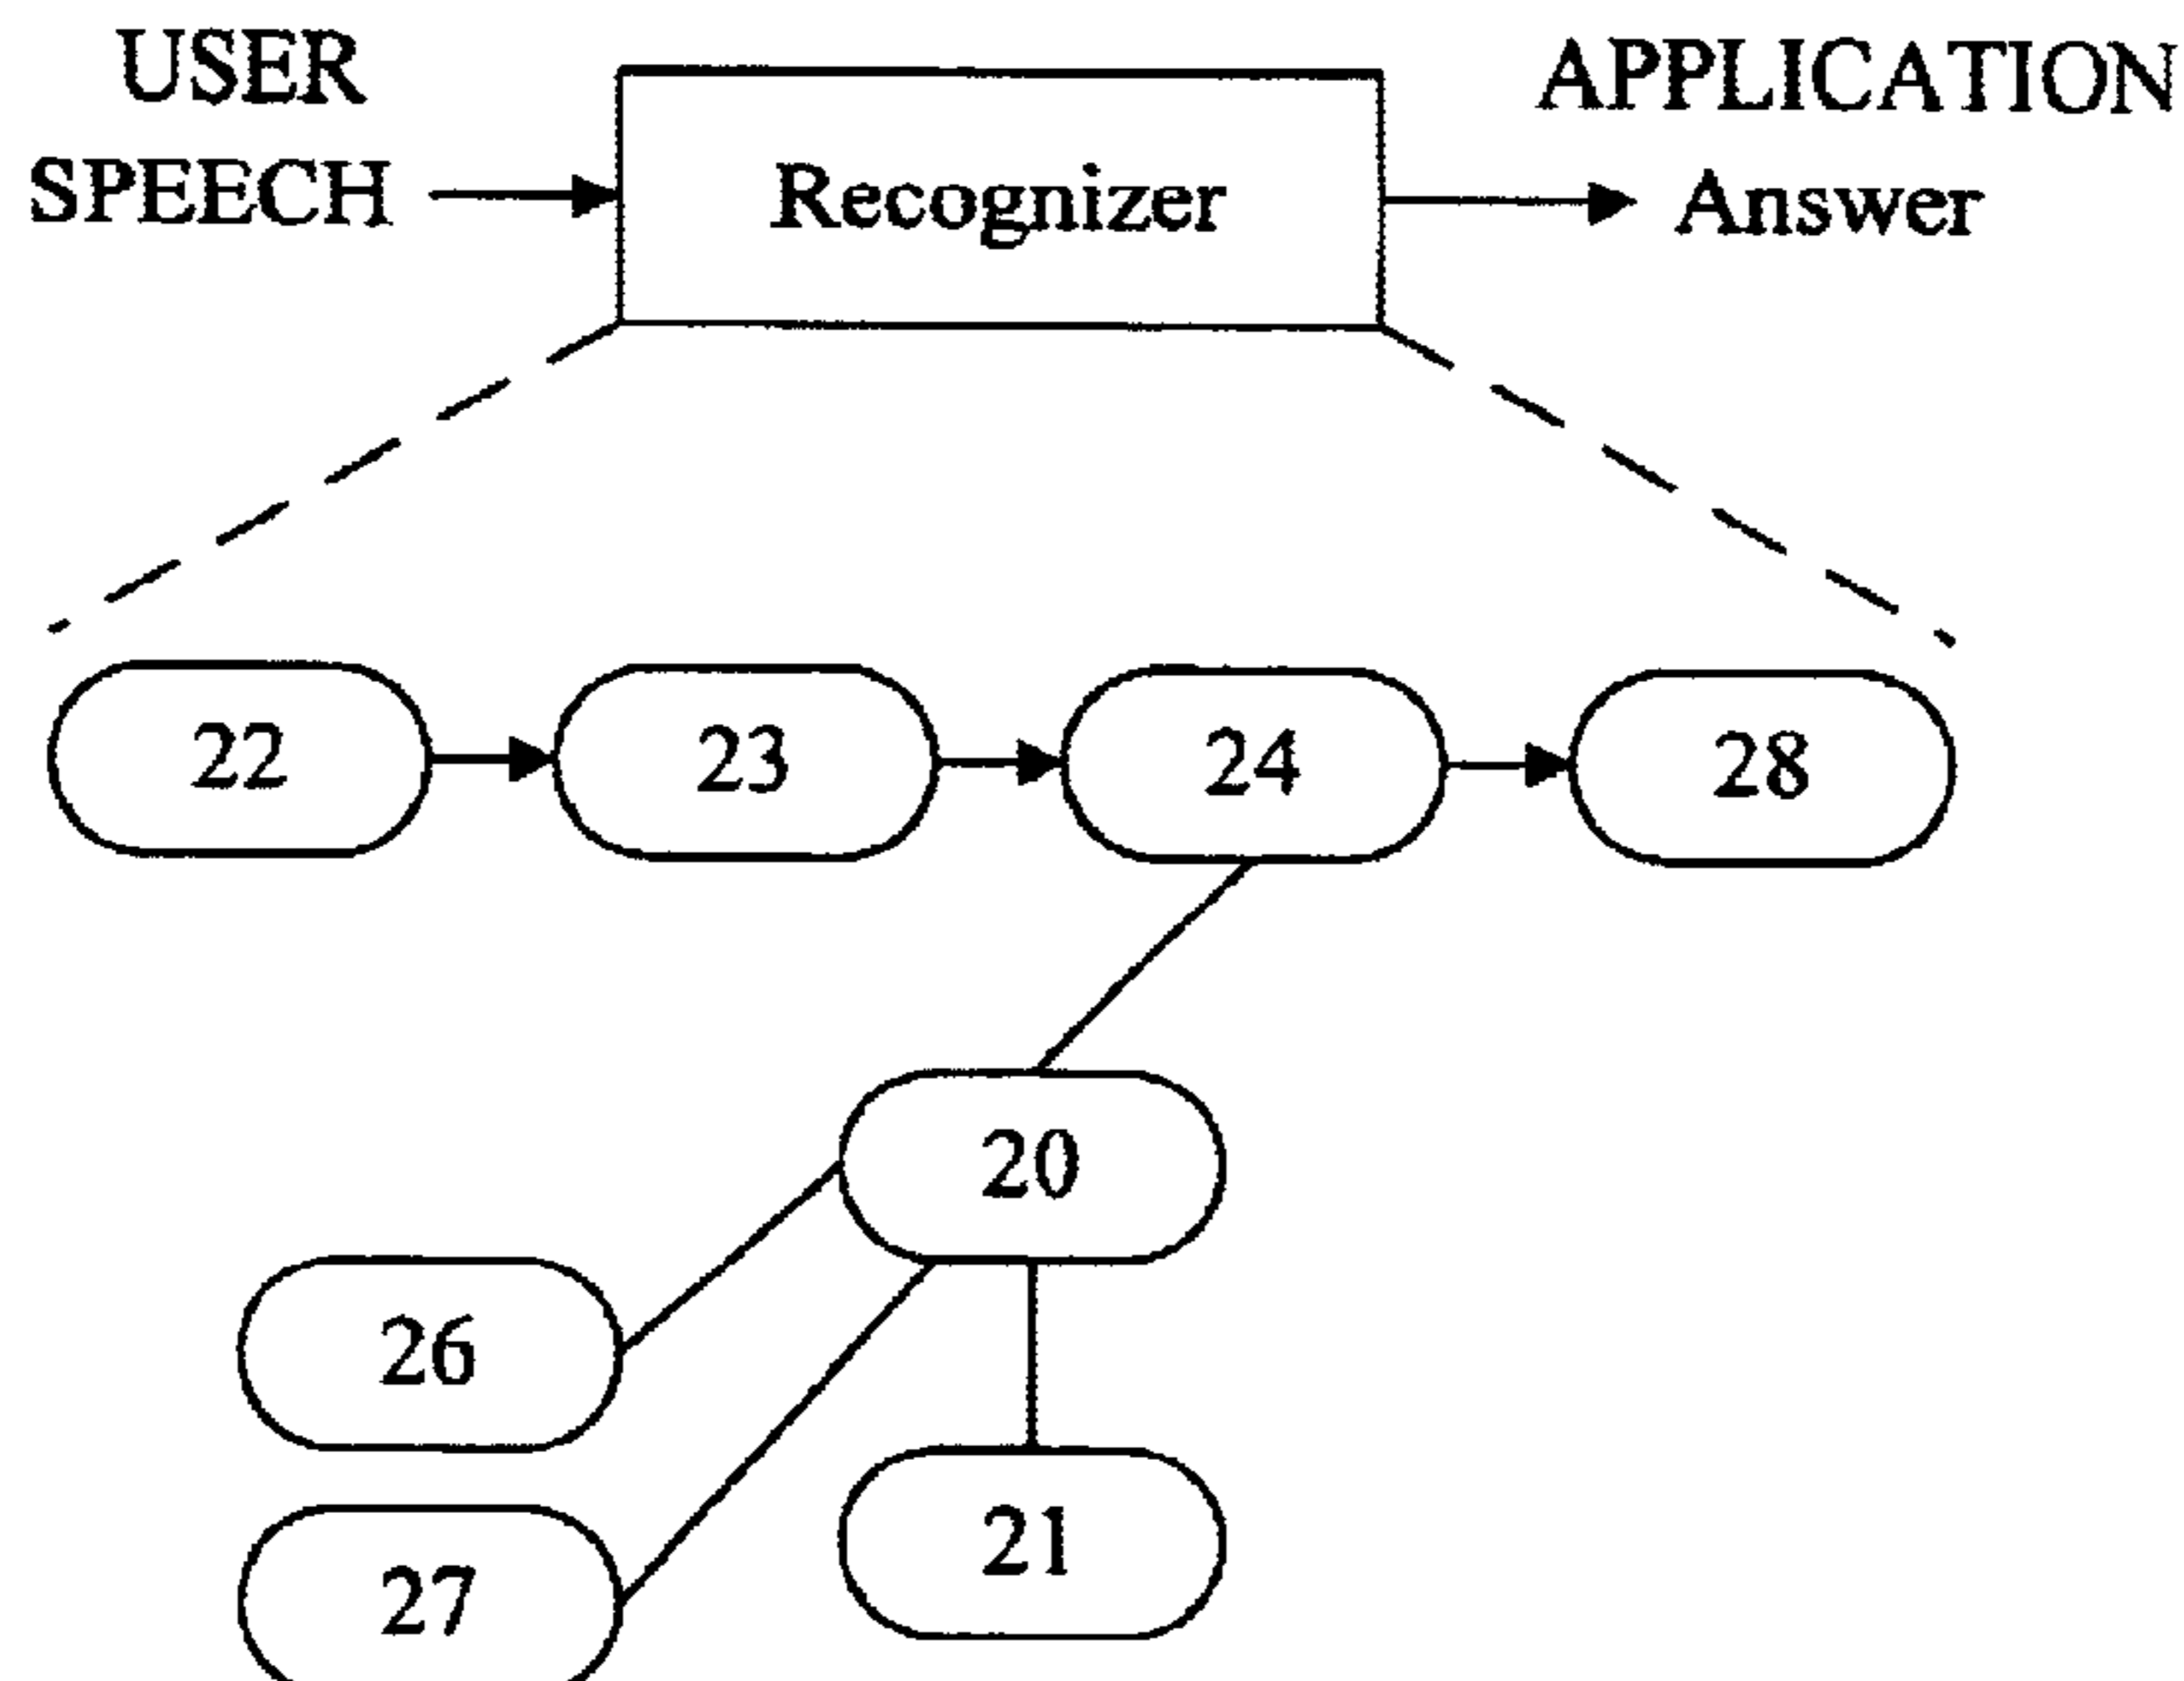 USER
SPEECH
Recognizer
APPLICATION
Answer
22
23
24
28
20
26
21
27